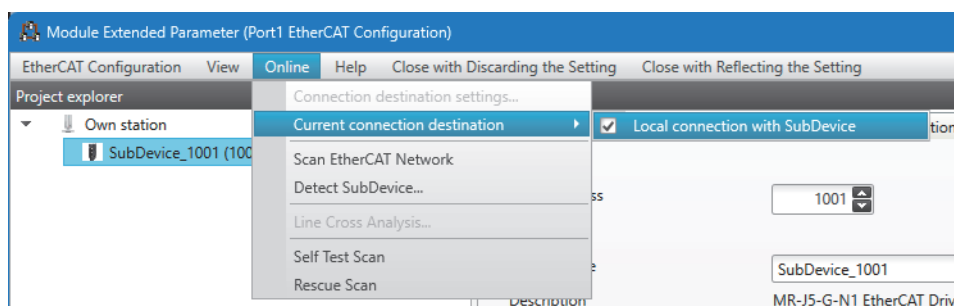 Module Extended Parameter (Port1 EtherCAT Configuration)
EtherCAT Configuration View Online Help Close with Discarding the Setting Close with Reflecting the Setting
Project explorer
Connection destination settings...
Own station
Current connection destination
Local connection with SubDevice
SubDevice_1001 (100
Scan EtherCAT Network
Detect SubDevice...
1001
Line Cross Analysis...
Self Test Scan
SubDevice_1001
Rescue Scan
Description
MR-J5-G-N1 EtherCAT Driv